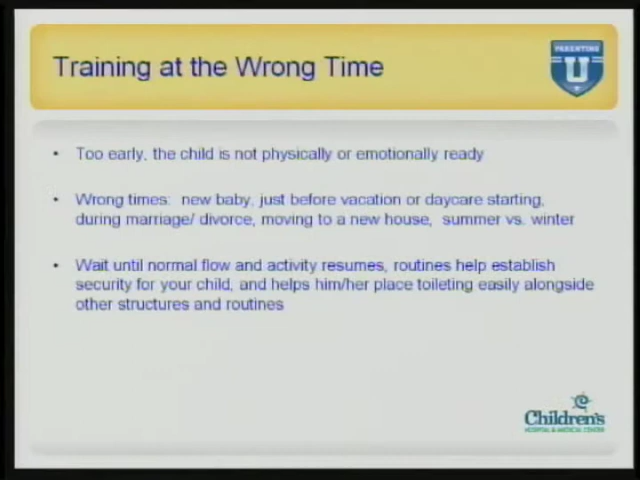 Training at the Wrong Time
PARENTING
U
• Too early, the child is not physically or emotionally ready
• Wrong times: new baby, just before vacation or daycare starting,
during marriage/ divorce, moving to a new house, summer vs. winter
• Wait until normal flow and activity resumes, routines help establish
security for your child, and helps him/her place toileting easily alongside
other structures and routines
Children's
HOSPITAL & MEDICAL CENTER